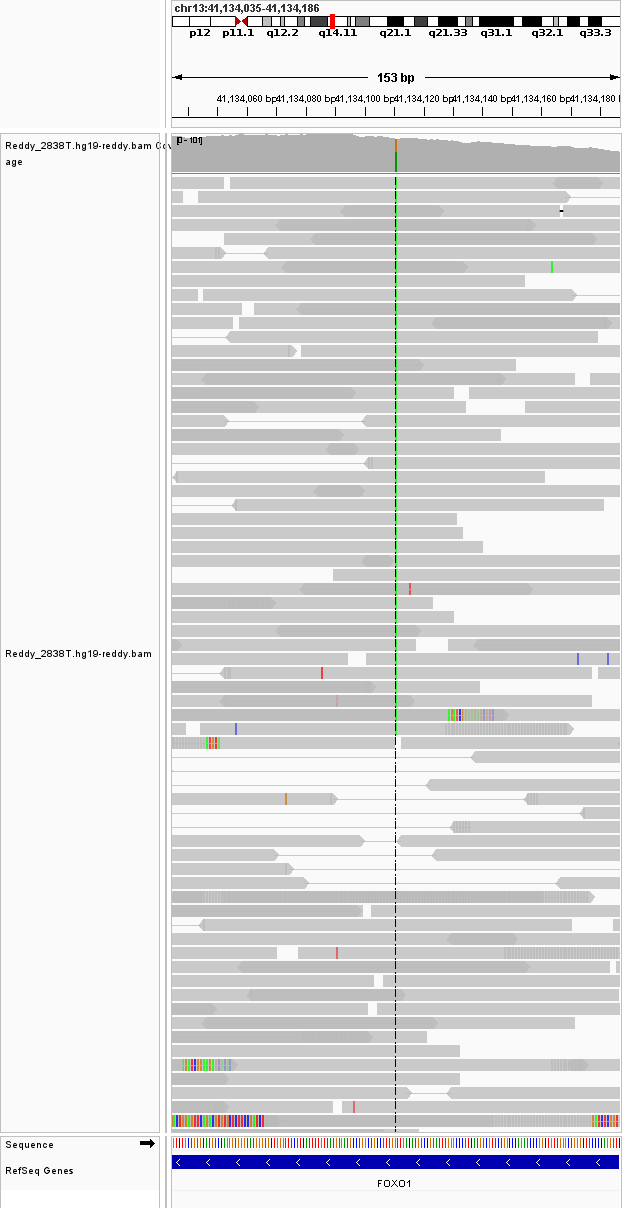 chr13:41,134,035-41,134,186
p12 p11.1 q12.2 q14.11 q21.1 q21.33 q31.1 q32.1 q33.3
153 bp
41,134,060 bp 41,134,080 bp 41,134,100 bp 41,134,120 bp 41,134,140 bp 41,134,160 bp 41,134,180 l
Reddy_2838T.hg19-reddy.bam Cov
age
[0 - 101]
Reddy_2838T.hg19-reddy.bam
Sequence
RefSeq Genes
FOXO1